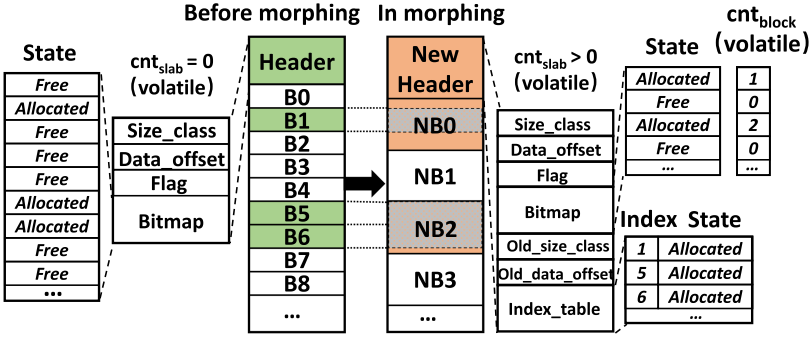 Before morphing
In morphing
State
cnt_slab = 0
(volatile)
Free
Allocated
Free
Free
Free
Allocated
Allocated
Free
Free
...
Size_class
Data_offset
Flag
Bitmap
Header
B0
B1
B2
B3
B4
B5
B6
B7
B8
...
New
Header
NB0
NB1
NB2
NB3
...
cnt_slab > 0
(volatile)
Size_class
Data_offset
Flag
Bitmap
Old_size_class
Old_data_offset
Index_table
State
Allocated
Free
Allocated
Free
...
cnt_block
(volatile)
1
0
2
0
...
Index State
1 Allocated
5 Allocated
6 Allocated
...